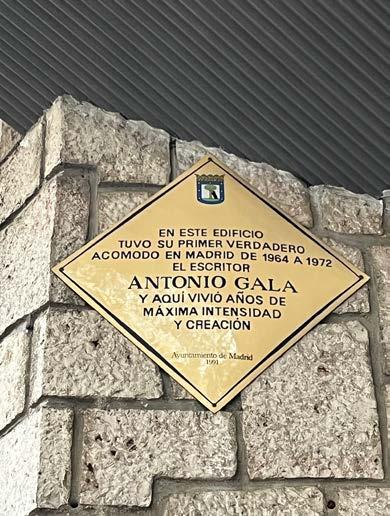 EN ESTE EDIFICIO
TUVO SU PRIMER VERDADERO
ACOMODO EN MADRID DE 1964 A 1972
EL ESCRITOR
ANTONIO GALA
Y AQUÍ VIVIÓ AÑOS DE
MÁXIMA INTENSIDAD
Y CREACIÓN
Ayuntamiento de Madrid
1991